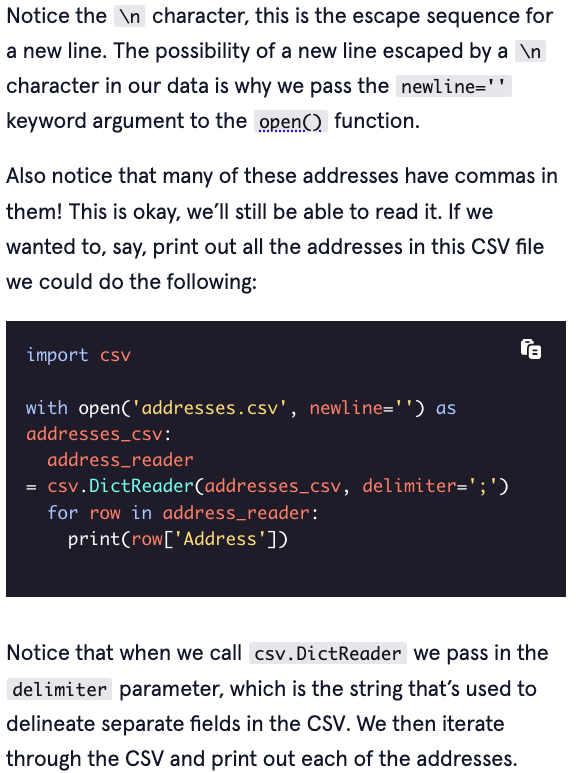 Notice the \n character, this is the escape sequence for
a new line. The possibility of a new line escaped by a \n
character in our data is why we pass the newline=''
keyword argument to the open() function.
Also notice that many of these addresses have commas in
them! This is okay, we’ll still be able to read it. If we
wanted to, say, print out all the addresses in this CSV file
we could do the following:
import csv
with open('addresses.csv', newline='') as
addresses_csv:
  address_reader
= csv.DictReader(addresses_csv, delimiter=';')
  for row in address_reader:
    print(row['Address'])
Notice that when we call csv.DictReader we pass in the
delimiter parameter, which is the string that’s used to
delineate separate fields in the CSV. We then iterate
through the CSV and print out each of the addresses.